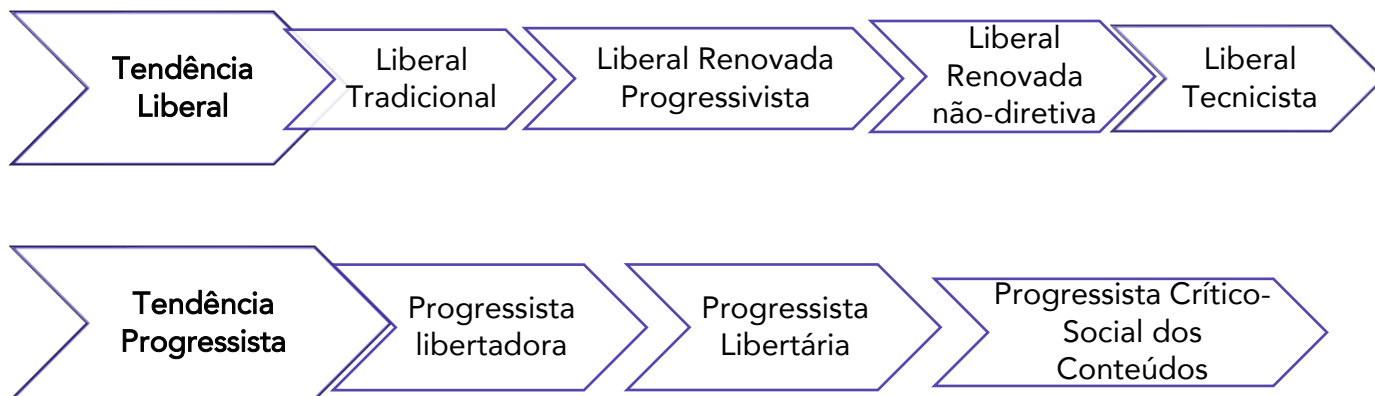 Tendência
Liberal
Liberal
Tradicional
Liberal Renovada
Progressivista
Liberal
Renovada
não-diretiva
Liberal
Tecnicista
Tendência
Progressista
Progressista
libertadora
Progressista
Libertária
Progressista Crítico-
Social dos
Conteúdos